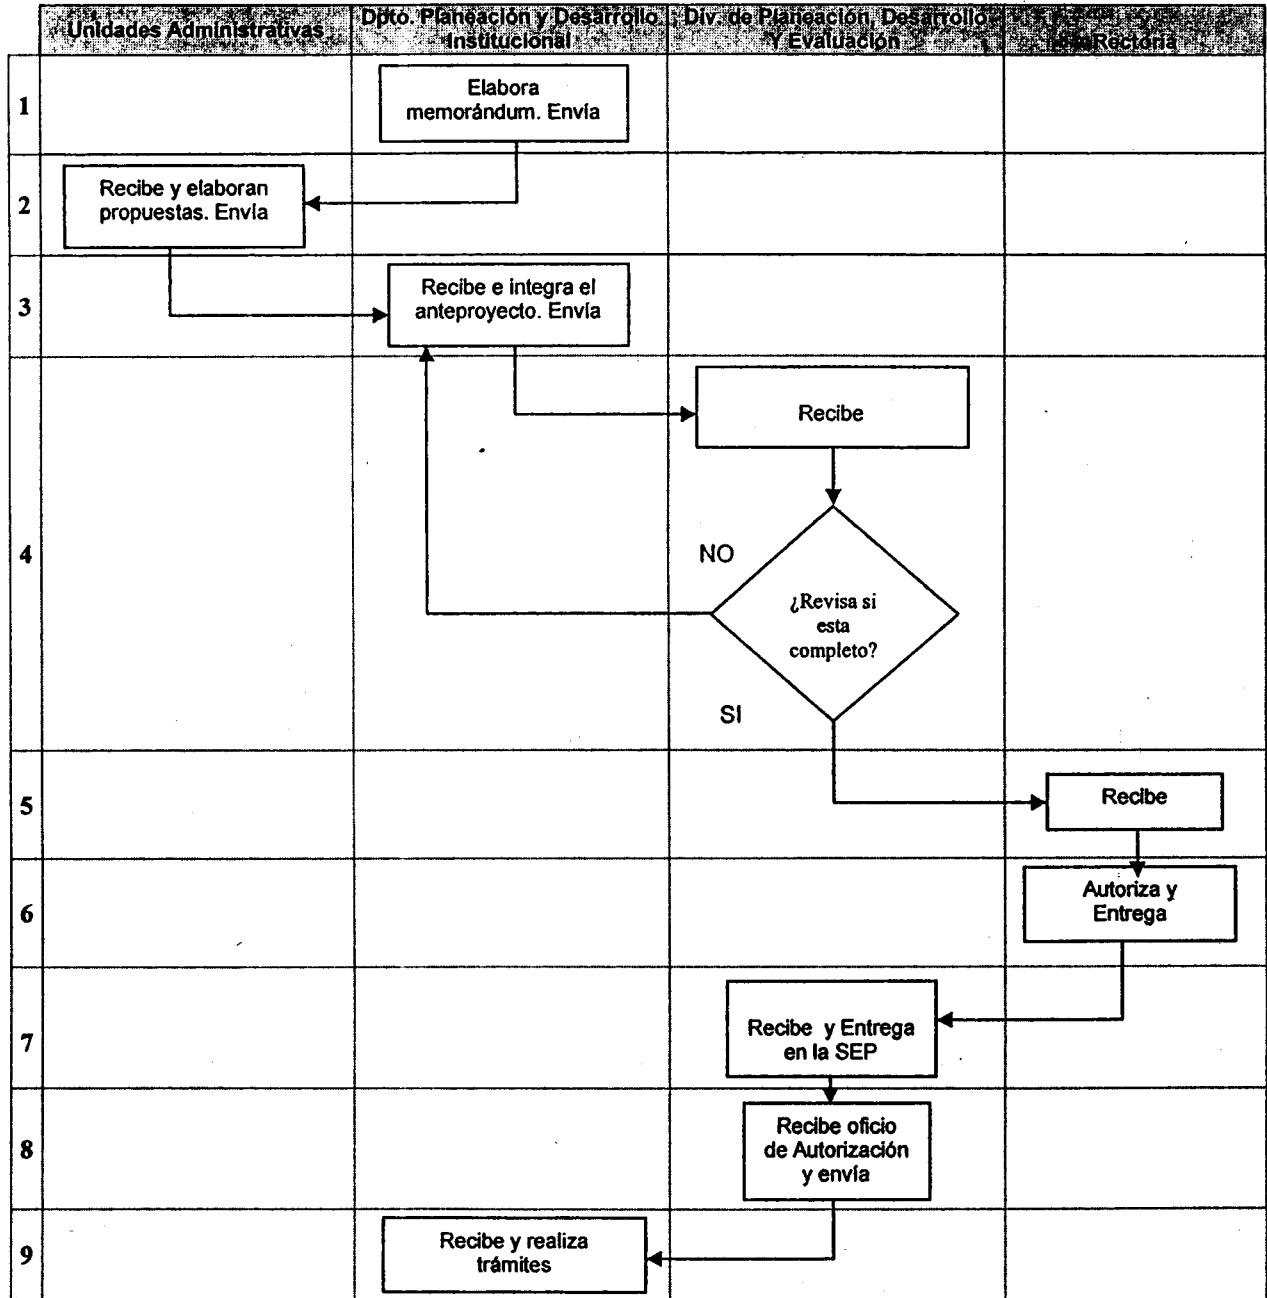 Unidades Administrativas
Dpto. Planeación y Desarrollo
Institucional
Div. de Planeación, Desarrollo
Y Evaluación
Rectoría
1
Elabora
memorándum. Envía
2
Recibe y elaboran
propuestas. Envía
3
Recibe e integra el
anteproyecto. Envía
4
Recibe
NO
¿Revisa si
esta
completo?
SI
5
Recibe
6
Autoriza y
Entrega
7
Recibe y Entrega
en la SEP
8
Recibe oficio
de Autorización
y envía
9
Recibe y realiza
trámites